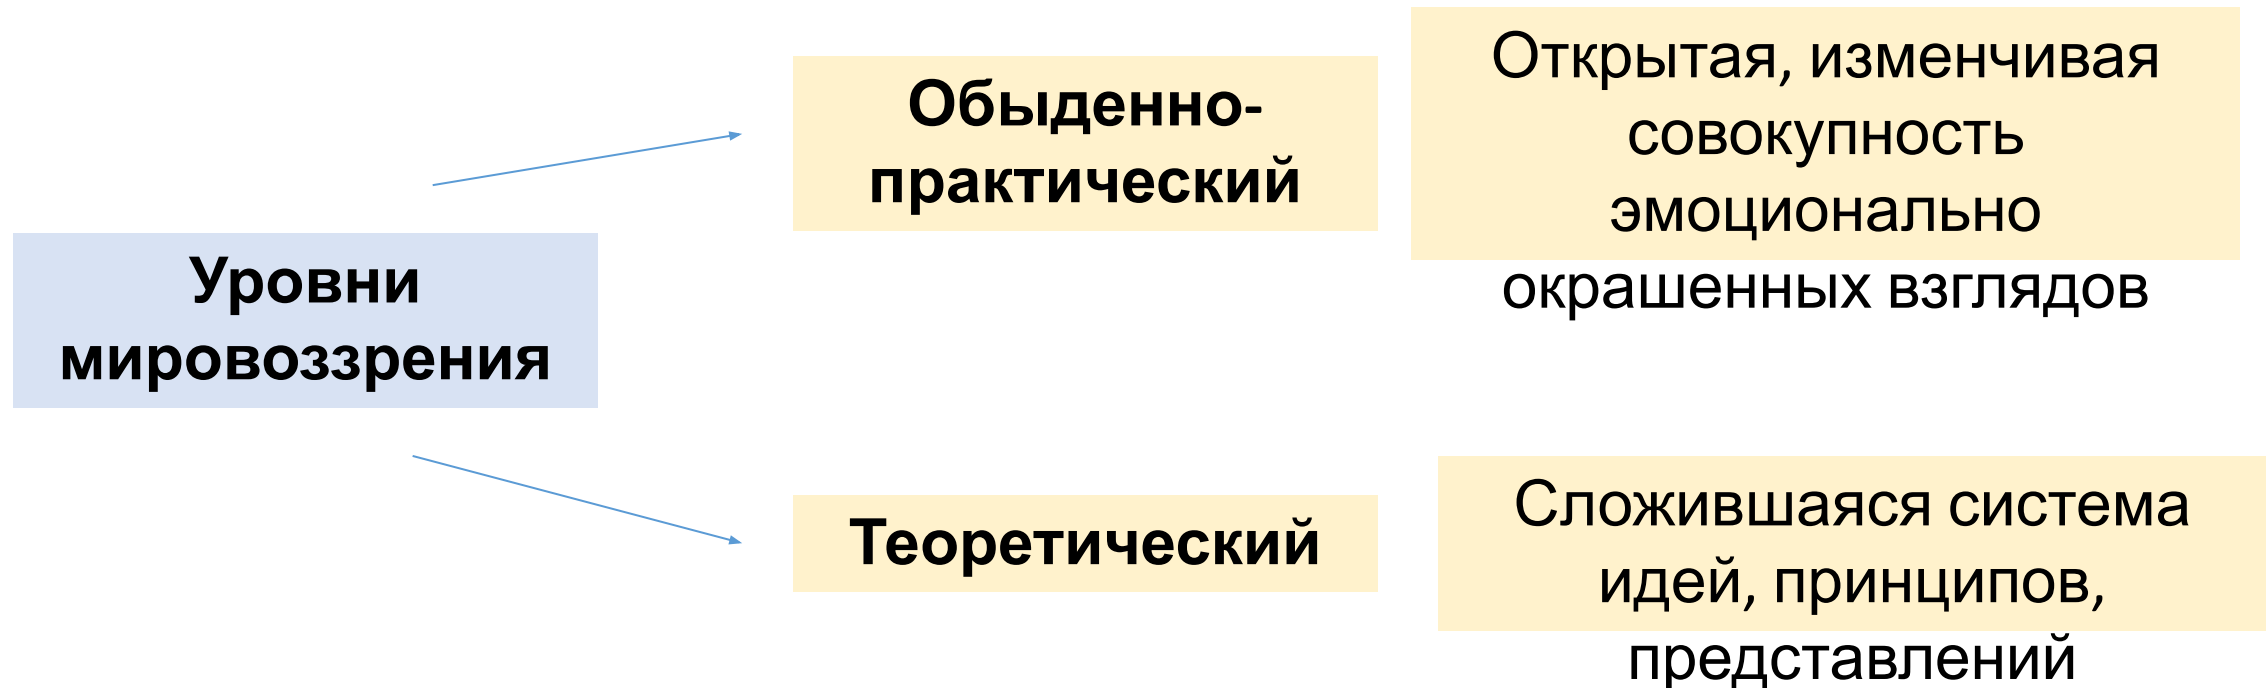 Уровни
мировоззрения
Обыденно-
практический
Открытая, изменчивая
совокупность
эмоционально
окрашенных взглядов
Теоретический
Сложившаяся система
идей, принципов,
представлений